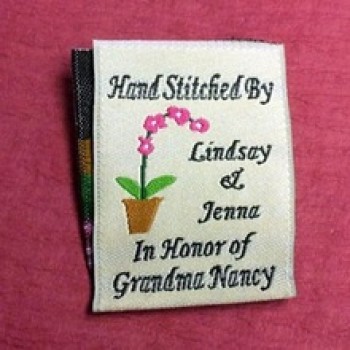 Hand Stitched By
Lindsay
&
Jenna
In Honor of
Grandma Nancy